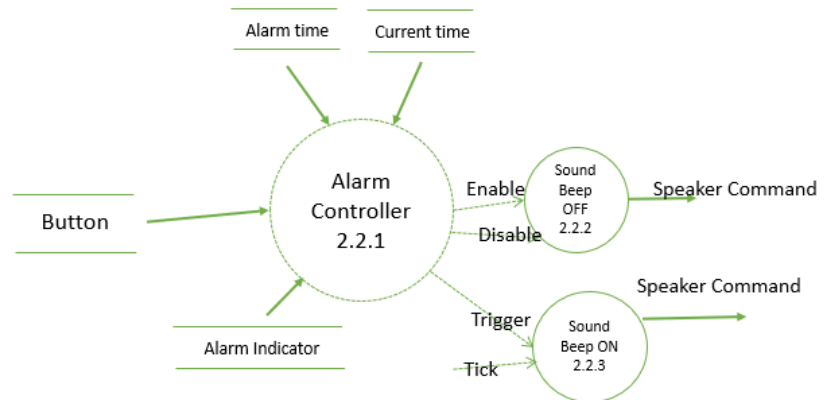 Alarm time
Current time
Alarm
Controller
2.2.1
Button
Alarm Indicator
Enable
Disable
Sound
Beep
OFF
2.2.2
Speaker Command
Trigger
Tick
Sound
Beep ON
2.2.3
Speaker Command